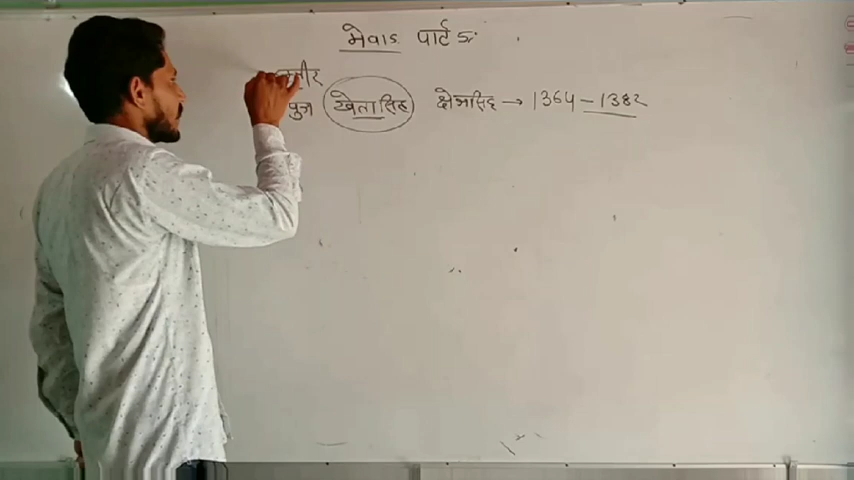 मेवाड पार्ट
पुत्र खेतासिंह क्षेत्रसिंह → 1364 - 1382